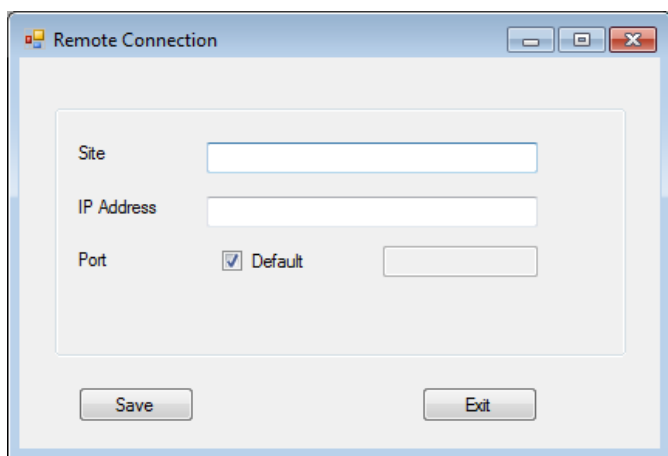 Remote Connection
Site
IP Address
Port Default
Save Exit